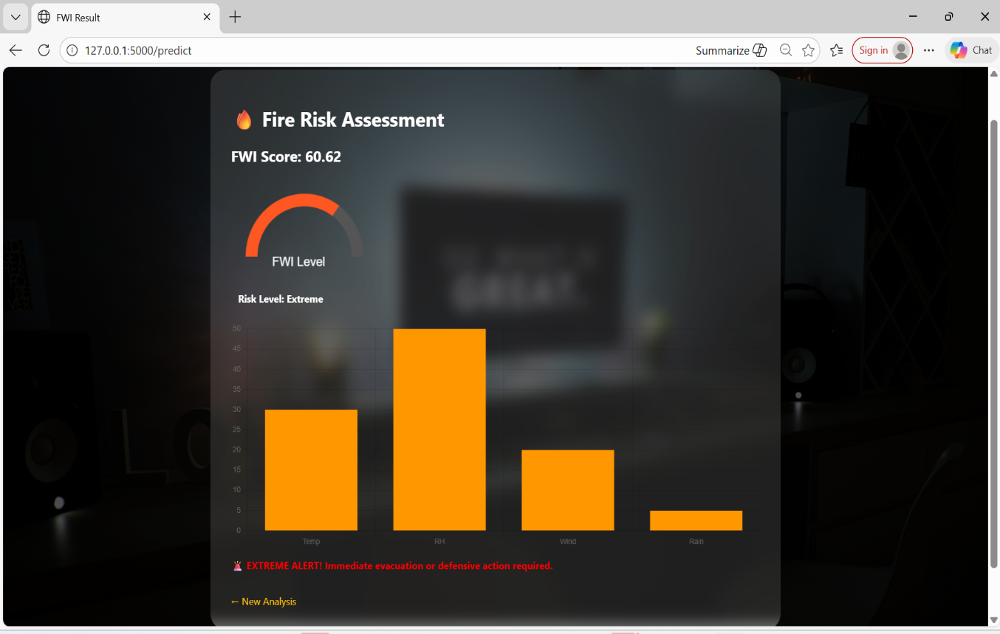 FWI Result
127.0.0.1:5000/predict
Summarize
Sign in
Chat
🔥 Fire Risk Assessment
FWI Score: 60.62
FWI Level
Risk Level: Extreme
50
45
40
35
30
25
20
15
10
5
0
Temp RH Wind Rain
🚨 EXTREME ALERT! Immediate evacuation or defensive action required.
← New Analysis
GREAT.